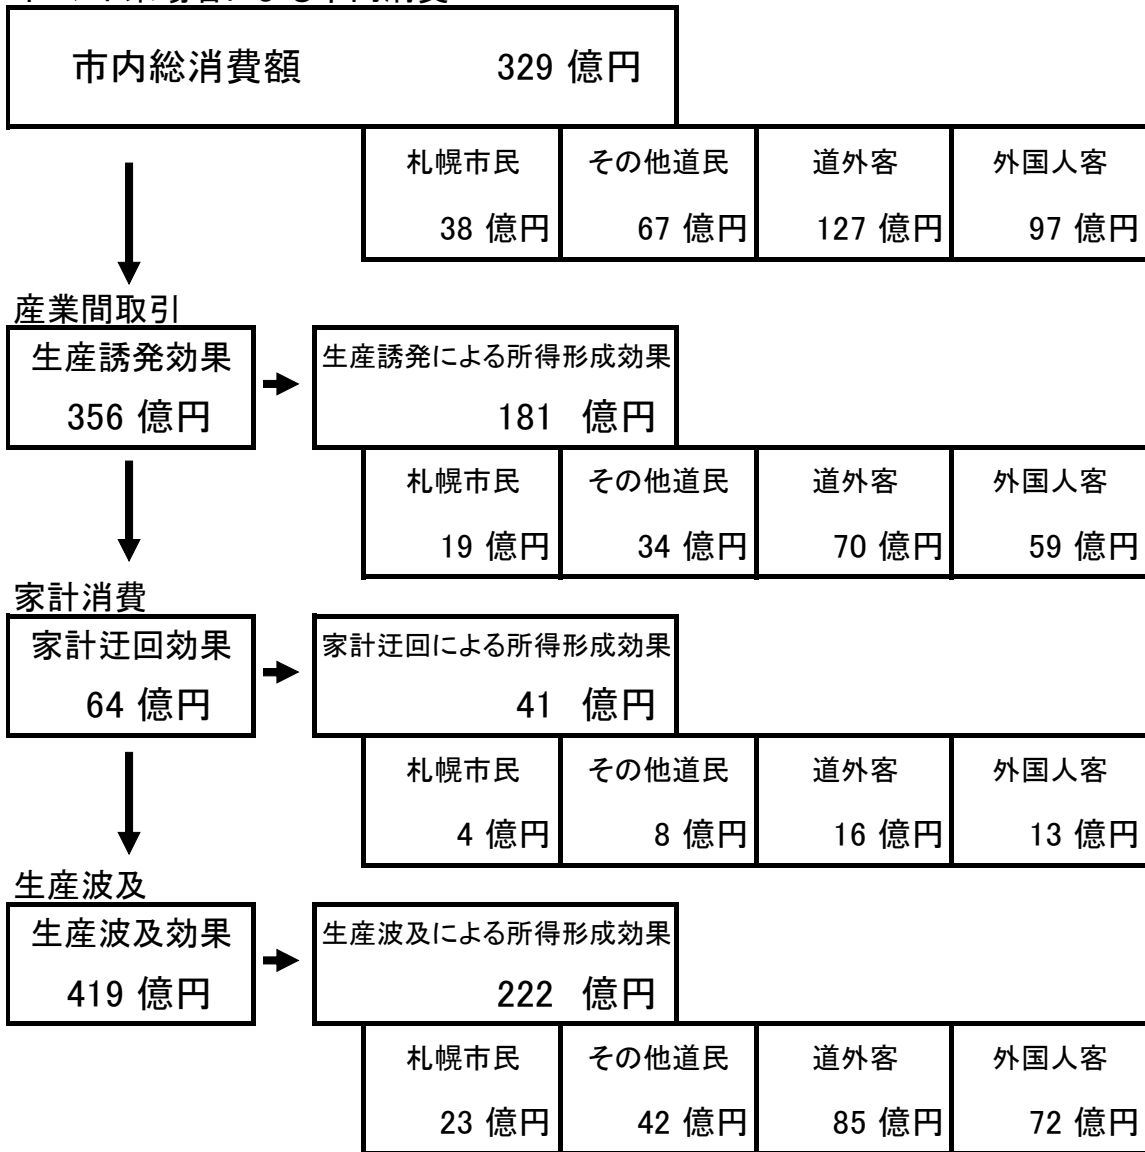 市内総消費額 329 億円
札幌市民 その他道民 道外客 外国人客
38 億円 67 億円 127 億円 97 億円
産業間取引
生産誘発効果 生産誘発による所得形成効果
356 億円 181 億円
札幌市民 その他道民 道外客 外国人客
19 億円 34 億円 70 億円 59 億円
家計消費
家計迂回効果 家計迂回による所得形成効果
64 億円 41 億円
札幌市民 その他道民 道外客 外国人客
4 億円 8 億円 16 億円 13 億円
生産波及
生産波及効果 生産波及による所得形成効果
419 億円 222 億円
札幌市民 その他道民 道外客 外国人客
23 億円 42 億円 85 億円 72 億円